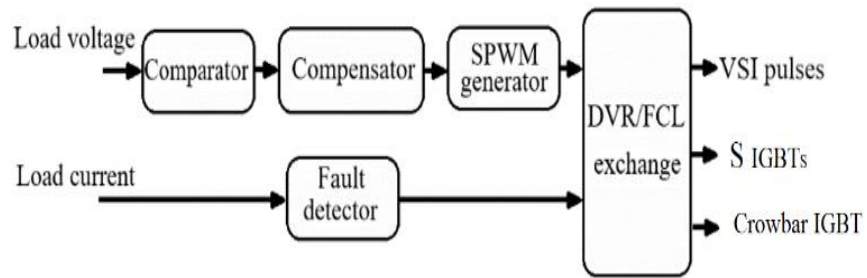 Load voltage
Comparator
Compensator
SPWM
generator
DVR/FCL
exchange
VSI pulses
S IGBTs
Crowbar IGBT
Load current
Fault
detector